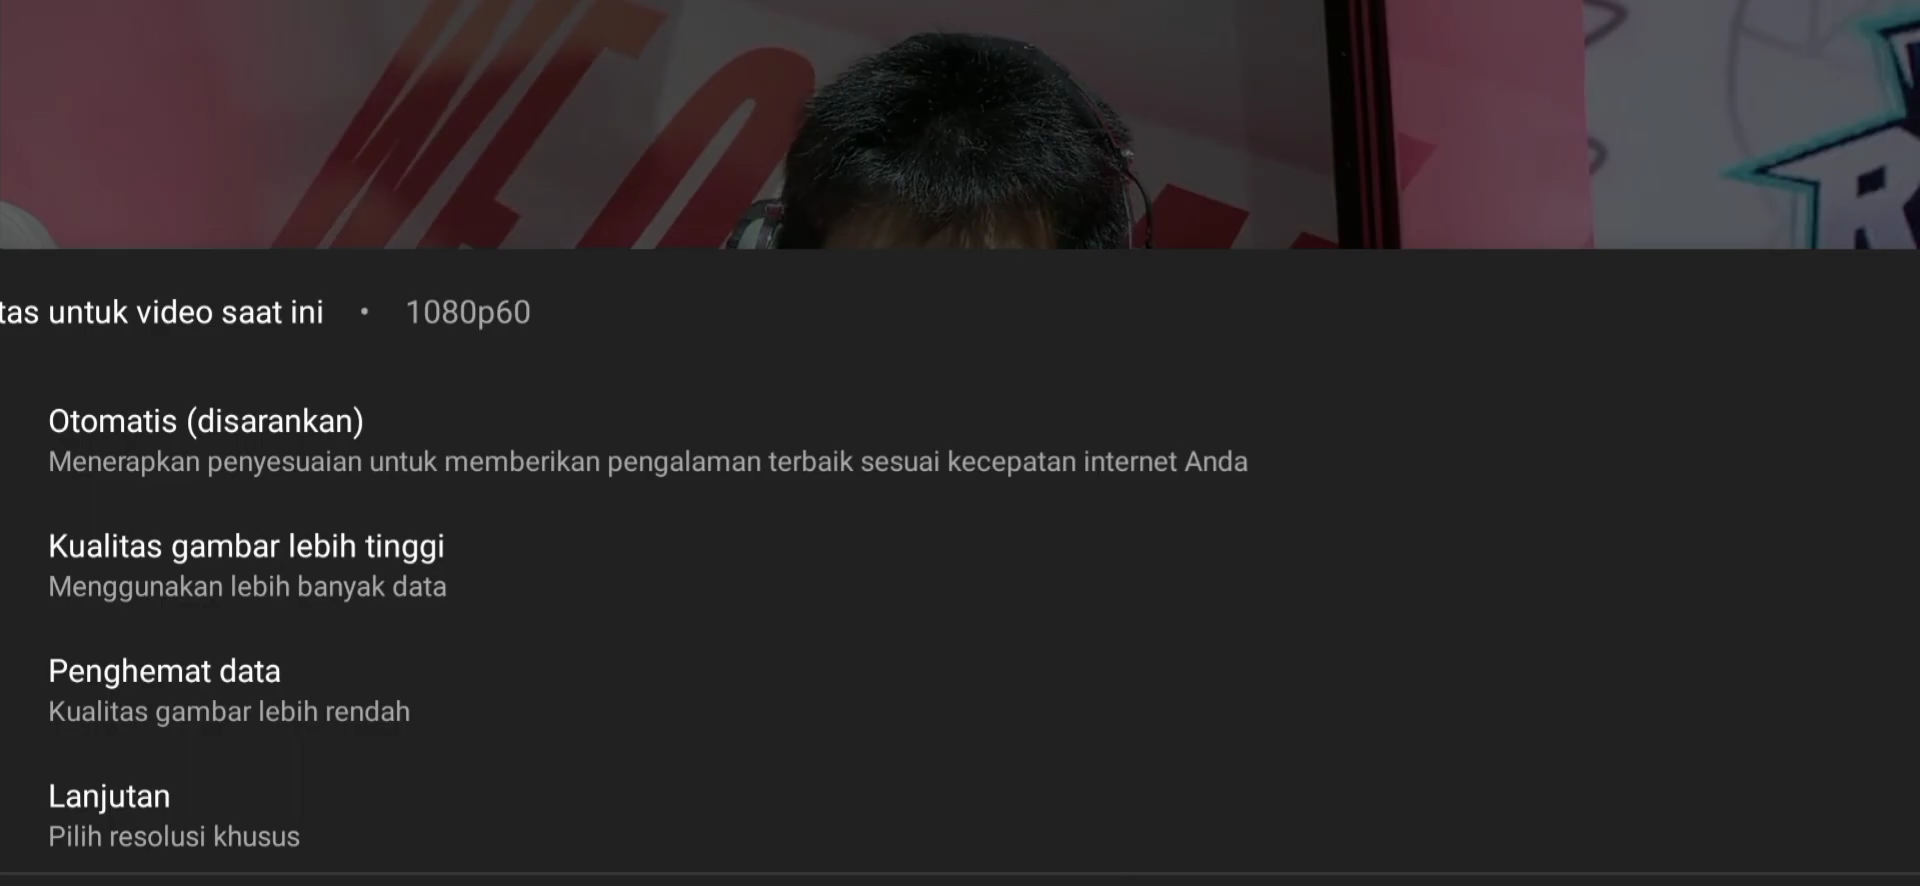 tas untuk video saat ini • 1080p60
Otomatis (disarankan)
Menerapkan penyesuaian untuk memberikan pengalaman terbaik sesuai kecepatan internet Anda
Kualitas gambar lebih tinggi
Menggunakan lebih banyak data
Penghemat data
Kualitas gambar lebih rendah
Lanjutan
Pilih resolusi khusus